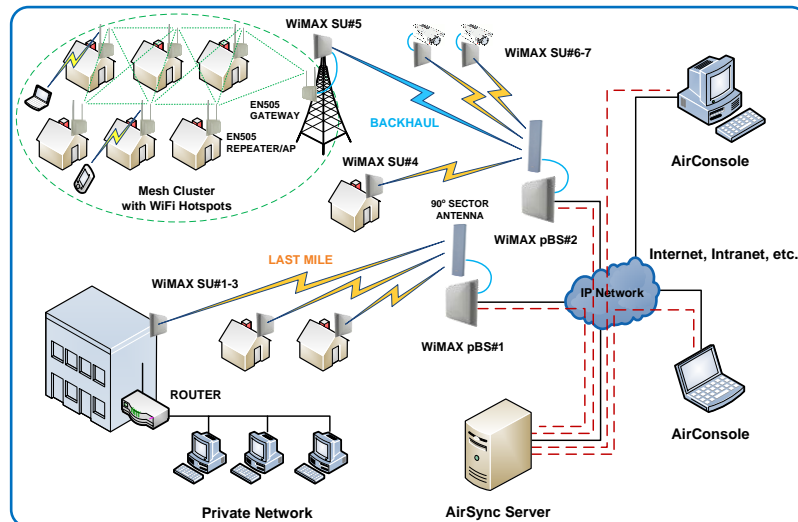 WiMAX SU#5
WiMAX SU#6-7
EN505
GATEWAY
BACKHAUL
EN505
REPEATER/AP
AirConsole
WiMAX SU#4
Mesh Cluster
with WiFi Hotspots
90° SECTOR
ANTENNA
WiMAX pBS#2
Internet, Intranet, etc.
LAST MILE
WiMAX SU#1-3
IP Network
WiMAX pBS#1
ROUTER
AirConsole
Private Network
AirSync Server